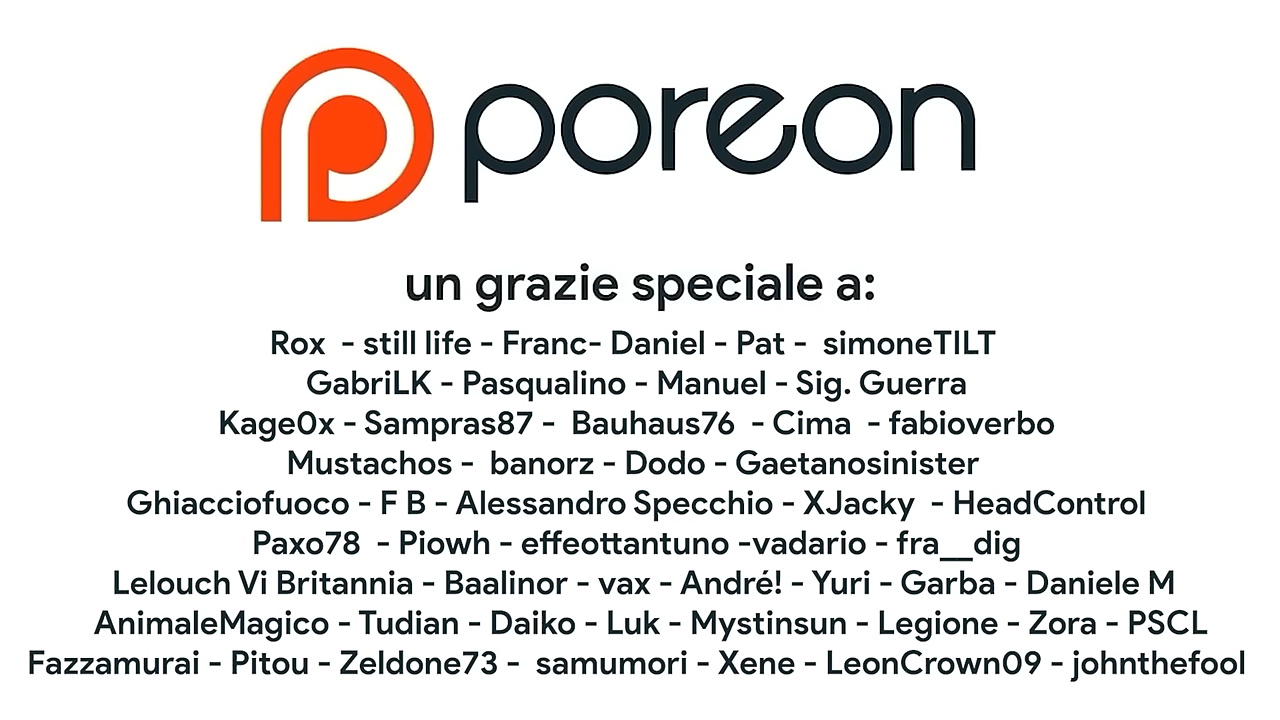 poreon
un grazie speciale a:
Rox - still life - Franc- Daniel - Pat - simoneTILT
GabriLK - Pasqualino - Manuel - Sig. Guerra
Kage0x - Sampras87 - Bauhaus76 - Cima - fabioverbo
Mustachos - banorz - Dodo - Gaetanosinister
Ghiacciofuoco - F B - Alessandro Specchio - XJacky - HeadControl
Paxo78 - Piowh - effeottantuno -vadario - fra__dig
Lelouch Vi Britannia - Baalinor - vax - André! - Yuri - Garba - Daniele M
AnimaleMagico - Tudian - Daiko - Luk - Mystinsun - Legione - Zora - PSCL
Fazzamurai - Pitou - Zeldone73 - samumori - Xene - LeonCrown09 - johnthefool